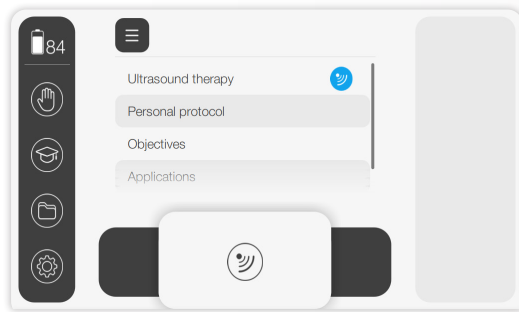 84
Ultrasound therapy
Personal protocol
Objectives
Applications